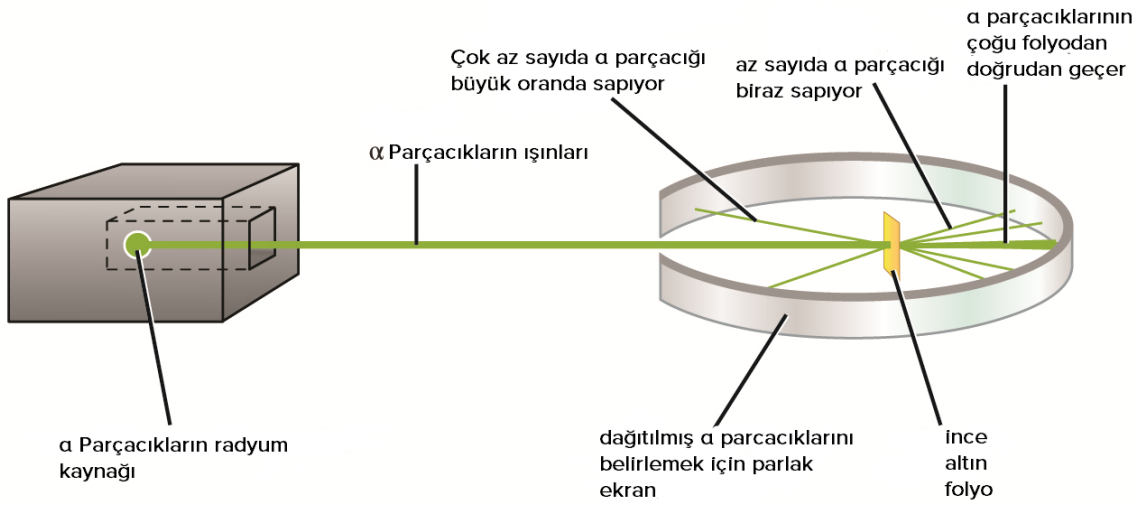 α parçacıklarının
çoğu folyodan
doğrudan geçer
Çok az sayıda α parçacığı
büyük oranda sapıyor
az sayıda α parçacığı
biraz sapıyor
α Parçacıkların ışınları
α Parçacıkların radyum
kaynağı
dağıtılmış α parcacıklarını
belirlemek için parlak
ekran
ince
altın
folyo